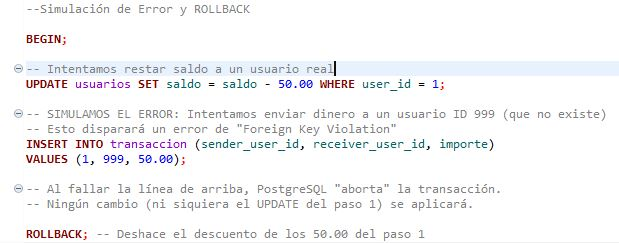 --Simulación de Error y ROLLBACK
BEGIN;
-- Intentamos restar saldo a un usuario real
UPDATE usuarios SET saldo = saldo - 50.00 WHERE user_id = 1;
-- SIMULAMOS EL ERROR: Intentamos enviar dinero a un usuario ID 999 (que no existe)
-- Esto disparará un error de "Foreign Key Violation"
INSERT INTO transaccion (sender_user_id, receiver_user_id, importe)
VALUES (1, 999, 50.00);
-- Al fallar la línea de arriba, PostgreSQL "aborta" la transacción.
-- Ningún cambio (ni siquiera el UPDATE del paso 1) se aplicará.
ROLLBACK; -- Deshace el descuento de los 50.00 del paso 1